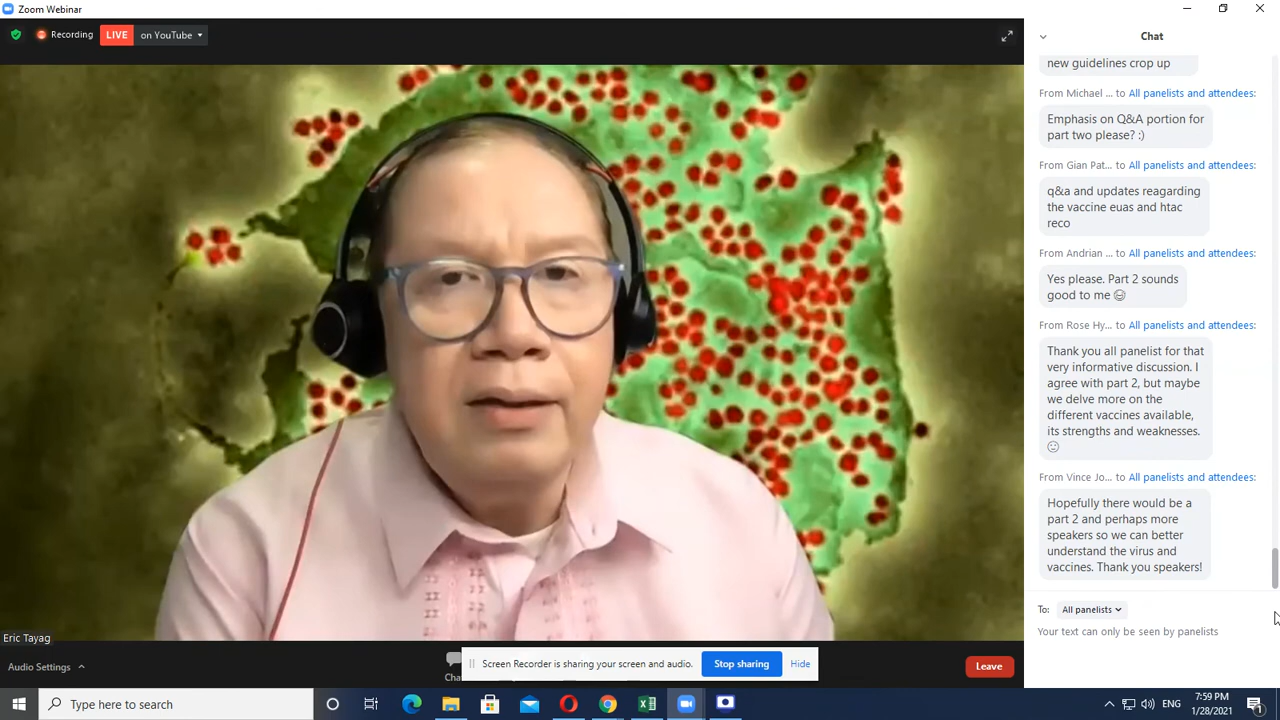 Zoom Webinar
Recording
LIVE on YouTube
Eric Tayag
Audio Settings
Screen Recorder is sharing your screen and audio.
Stop sharing
Hide
Leave
Chat
new guidelines crop up
From Michael ... to All panelists and attendees:
Emphasis on Q&A portion for
part two please? :)
From Gian Pat... to All panelists and attendees:
q&a and updates reagarding
the vaccine euas and htac
reco
From Andrian ... to All panelists and attendees:
Yes please. Part 2 sounds
good to me
From Rose Hy... to All panelists and attendees:
Thank you all panelist for that
very informative discussion. I
agree with part 2, but maybe
we delve more on the
different vaccines available,
its strengths and weaknesses.
From Vince Jo... to All panelists and attendees:
Hopefully there would be a
part 2 and perhaps more
speakers so we can better
understand the virus and
vaccines. Thank you speakers!
To: All panelists
Your text can only be seen by panelists
Type here to search
ENG
7:59 PM
1/28/2021